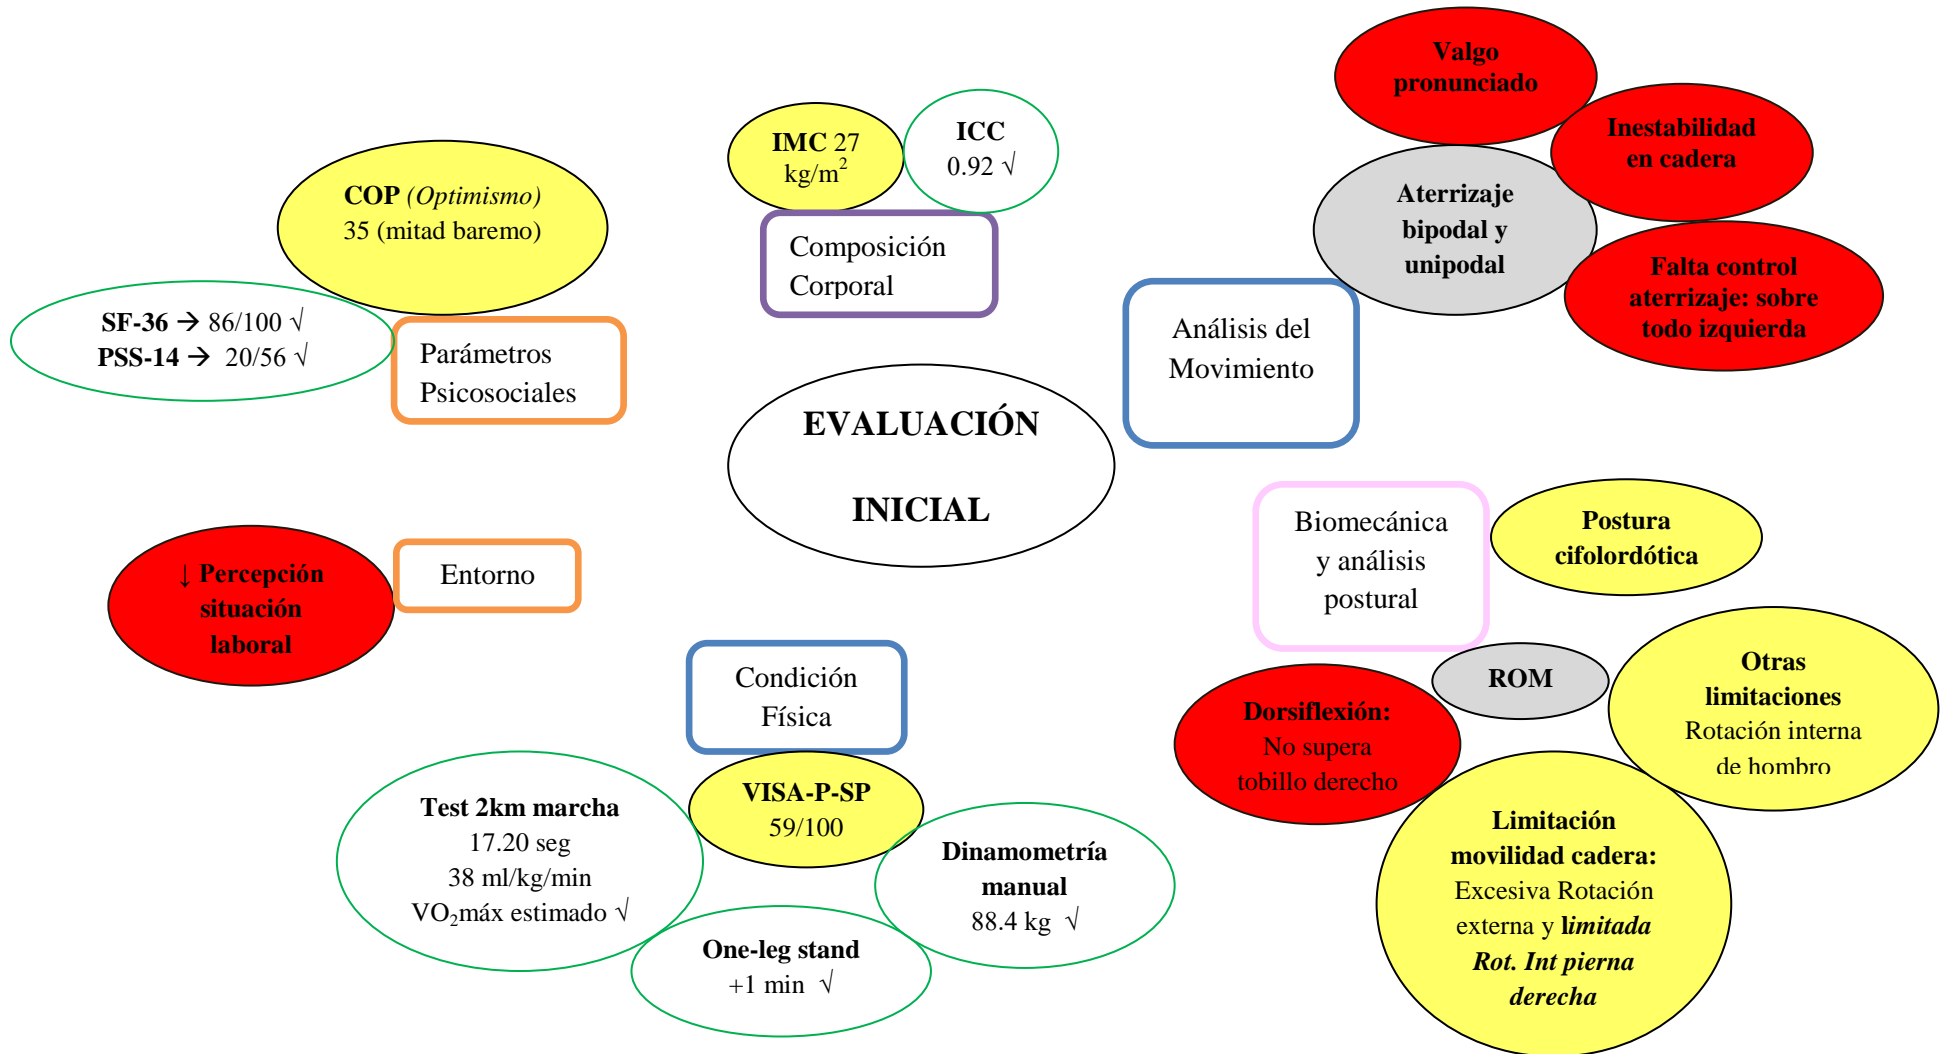 COP (Optimismo)
35 (mitad baremo)
SF-36 → 86/100 √
PSS-14 → 20/56 √
Parámetros
Psicosociales
IMC 27
kg/m²
ICC
0.92 √
Composición
Corporal
EVALUACIÓN
INICIAL
Valgo
pronunciado
Inestabilidad
en cadera
Aterrizaje
bipodal y
unipodal
Falta control
aterrizaje: sobre
todo izquierda
Análisis del
Movimiento
↓ Percepción
situación
laboral
Entorno
Biomecánica
y análisis
postural
Postura
cifolordótica
ROM
Otras
limitaciones
Rotación interna
de hombro
Dorsiflexión:
No supera
tobillo derecho
Limitación
movilidad cadera:
Excesiva Rotación
externa y limitada
Rot. Int pierna
derecha
Condición
Física
VISA-P-SP
59/100
Test 2km marcha
17.20 seg
38 ml/kg/min
VO₂máx estimado √
One-leg stand
+1 min √
Dinamometría
manual
88.4 kg √